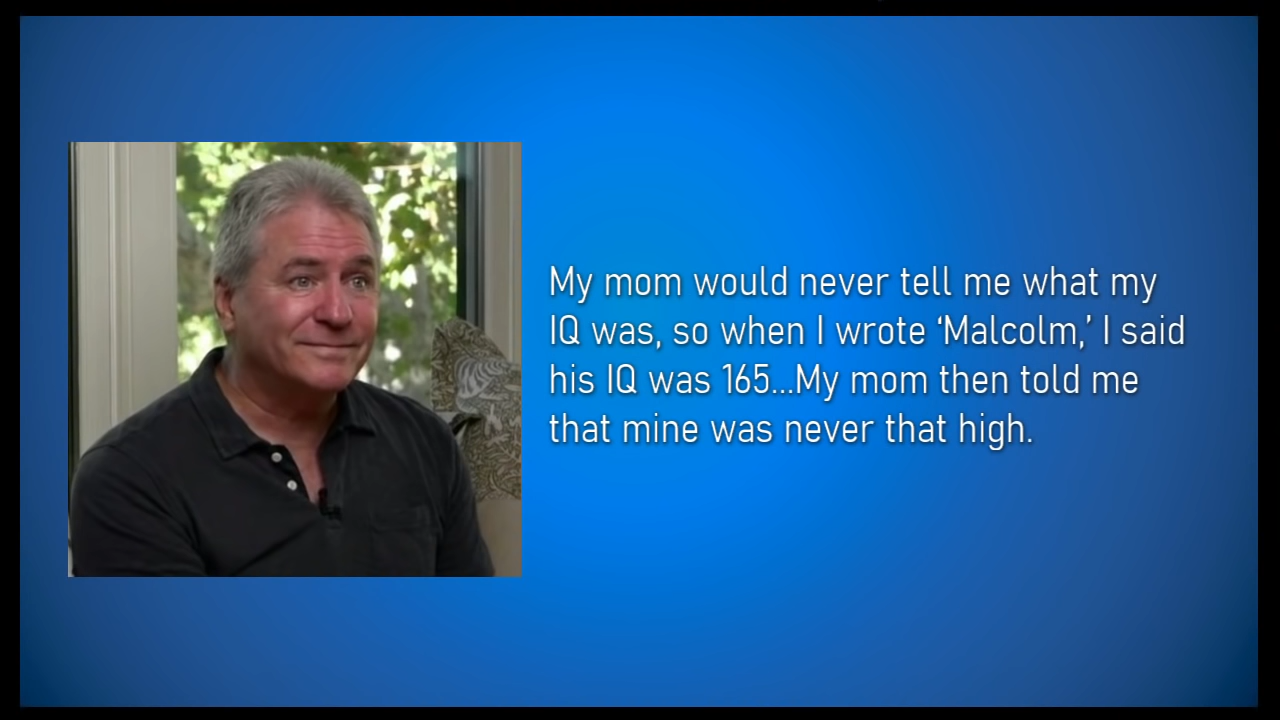 My mom would never tell me what my
IQ was, so when I wrote ‘Malcolm,’ I said
his IQ was 165...My mom then told me
that mine was never that high.